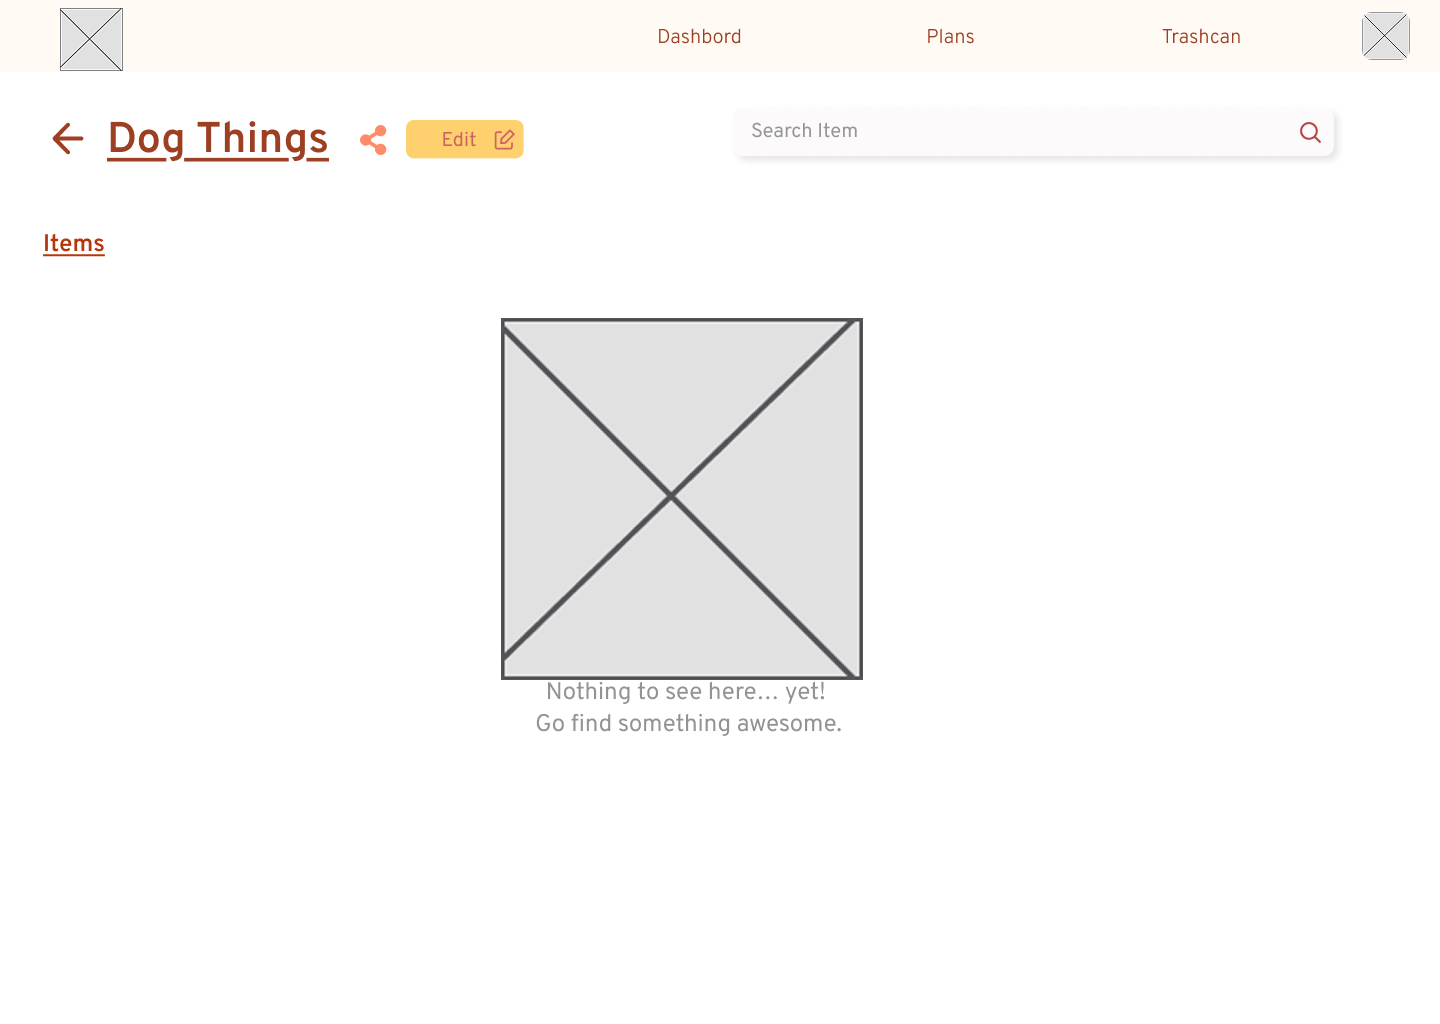 Dashbord
Plans
Trashcan
Dog Things
Edit
Search Item
Items
Nothing to see here... yet!
Go find something awesome.